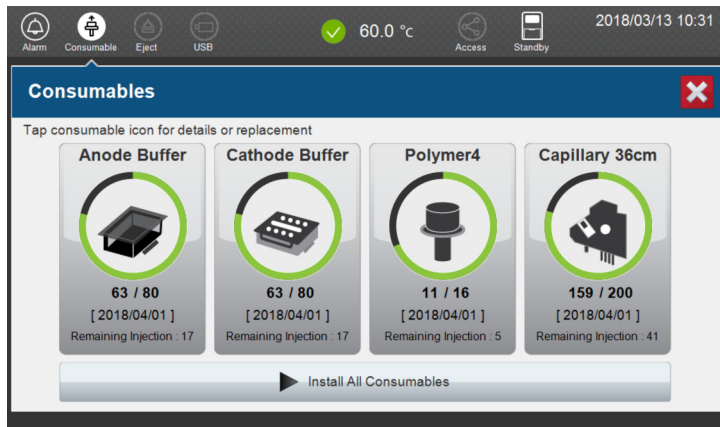 2018/03/13 10:31
60.0 °c
Alarm
Consumable
Eject
USB
Access
Standby
Consumables
Tap consumable icon for details or replacement
Anode Buffer
63 / 80
[ 2018/04/01 ]
Remaining Injection : 17
Cathode Buffer
63 / 80
[ 2018/04/01 ]
Remaining Injection : 17
Polymer4
11 / 16
[ 2018/04/01 ]
Remaining Injection : 5
Capillary 36cm
159 / 200
[ 2018/04/01 ]
Remaining Injection : 41
Install All Consumables